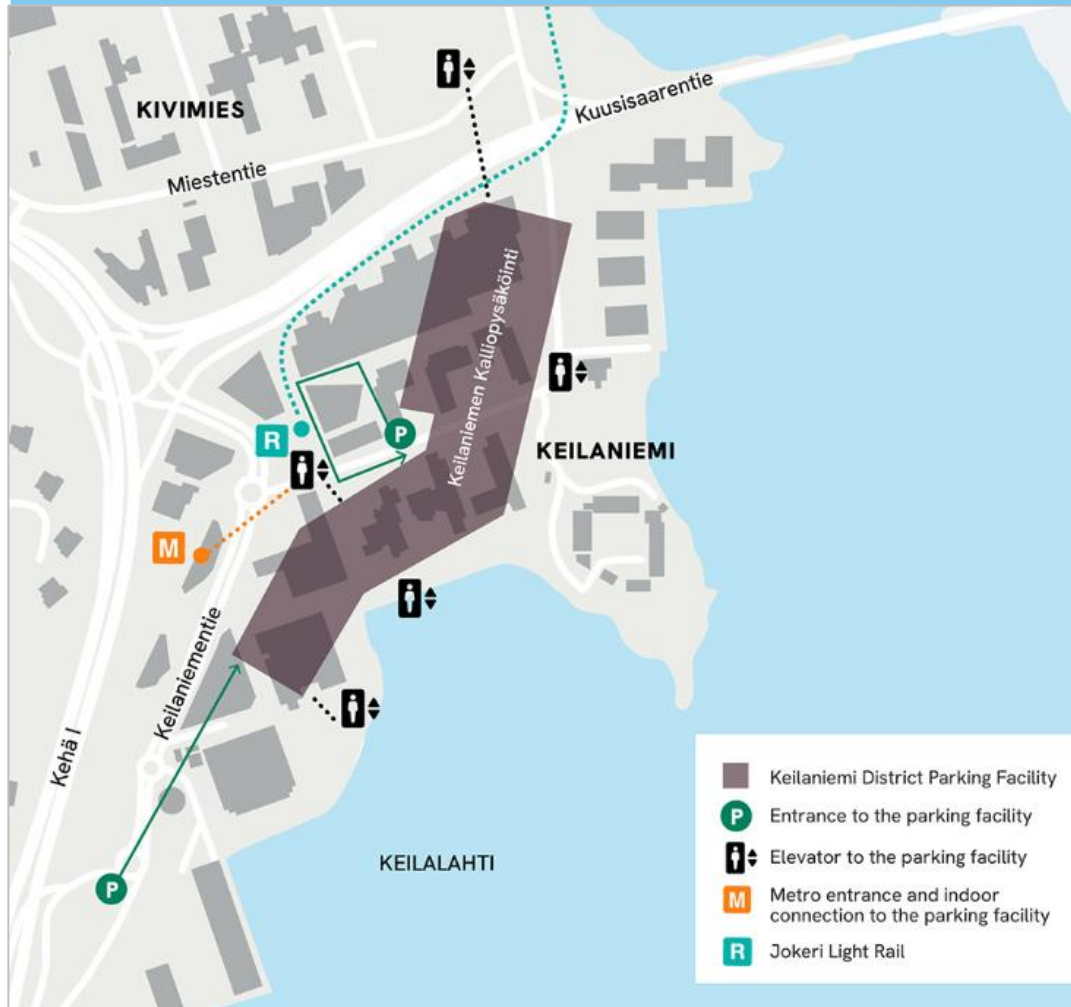 KIVIMIES
Kuusisaarentie
Miestentie
Keilaniemen Kalliopysäköinti
P
R
KEILANIEMI
M
Keilaniementie
Kehä I
P
KEILALAHTI
Keilaniemi District Parking Facility
P Entrance to the parking facility
Elevator to the parking facility
M Metro entrance and indoor
connection to the parking facility
R Jokeri Light Rail